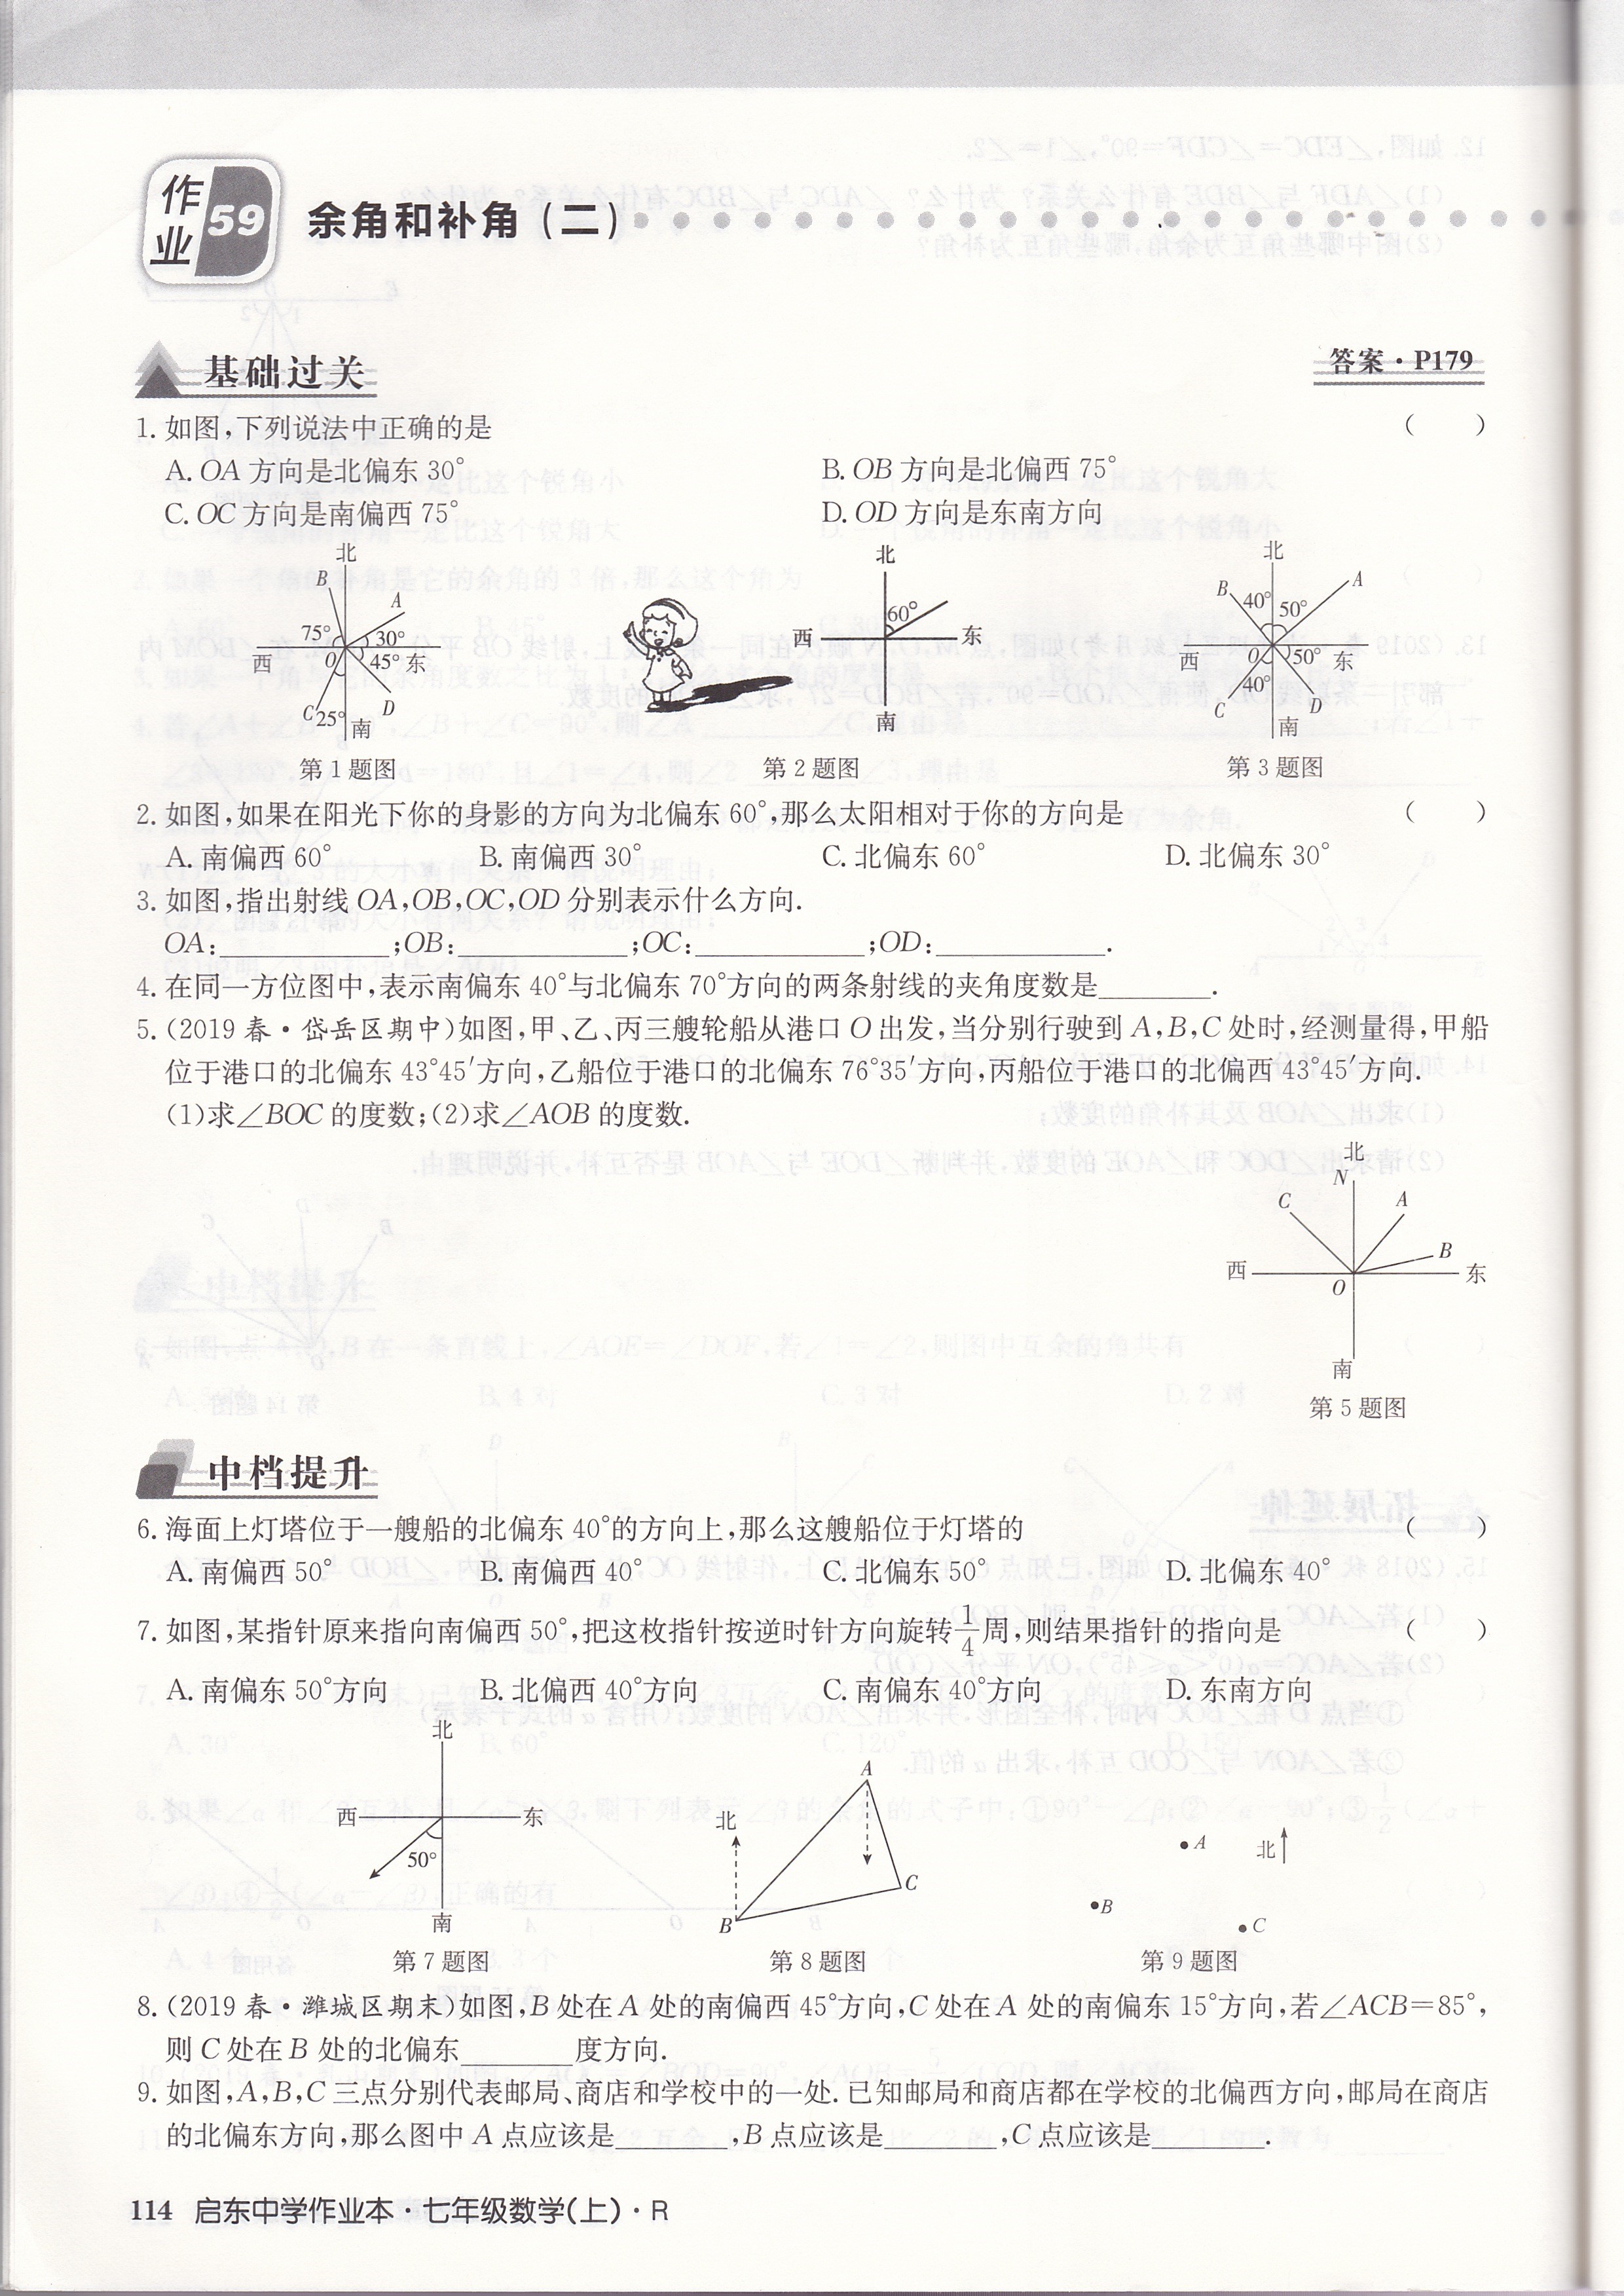 作业 59 余角和补角(二)
基础过关
答案·P179
1. 如图,下列说法中正确的是 ( )
A. OA 方向是北偏东 30° B. OB 方向是北偏西 75°
C. OC 方向是南偏西 75° D. OD 方向是东南方向
北 B A 75° 30° 西 O 45° 东 C 25° D 南
北 60° 西 东 南
北 B 40° 50° A 西 O 50° 东 40° C D 南
第 1 题图 第 2 题图 第 3 题图
2. 如图,如果在阳光下你的身影的方向为北偏东 60°,那么太阳相对于你的方向是 ( )
A. 南偏西 60° B. 南偏西 30° C. 北偏东 60° D. 北偏东 30°
3. 如图,指出射线 OA,OB,OC,OD 分别表示什么方向.
OA:________;OB:________;OC:________;OD:________.
4. 在同一方位图中,表示南偏东 40°与北偏东 70°方向的两条射线的夹角度数是________.
5. (2019 春·岱岳区期中)如图,甲、乙、丙三艘轮船从港口 O 出发,当分别行驶到 A,B,C 处时,经测量得,甲船
位于港口的北偏东 43°45′方向,乙船位于港口的北偏东 76°35′方向,丙船位于港口的北偏西 43°45′方向.
(1)求∠BOC 的度数;(2)求∠AOB 的度数.
北 N C A B 西 O 东 南
第 5 题图
中档提升
6. 海面上灯塔位于一艘船的北偏东 40°的方向上,那么这艘船位于灯塔的 ( )
A. 南偏西 50° B. 南偏西 40° C. 北偏东 50° D. 北偏东 40°
7. 如图,某指针原来指向南偏西 50°,把这枚指针按逆时针方向旋转1/4周,则结果指针的指向是 ( )
A. 南偏东 50°方向 B. 北偏西 40°方向 C. 南偏东 40°方向 D. 东南方向
北 西 东 50° 南
A 北 B C
A 北 B C
第 7 题图 第 8 题图 第 9 题图
8. (2019 春·潍城区期末)如图,B 处在 A 处的南偏西 45°方向,C 处在 A 处的南偏东 15°方向,若∠ACB=85°,
则 C 处在 B 处的北偏东________度方向.
9. 如图,A,B,C 三点分别代表邮局、商店和学校中的一处.已知邮局和商店都在学校的北偏西方向,邮局在商店
的北偏东方向,那么图中 A 点应该是________,B 点应该是________,C 点应该是________.
114 启东中学作业本·七年级数学(上)·R